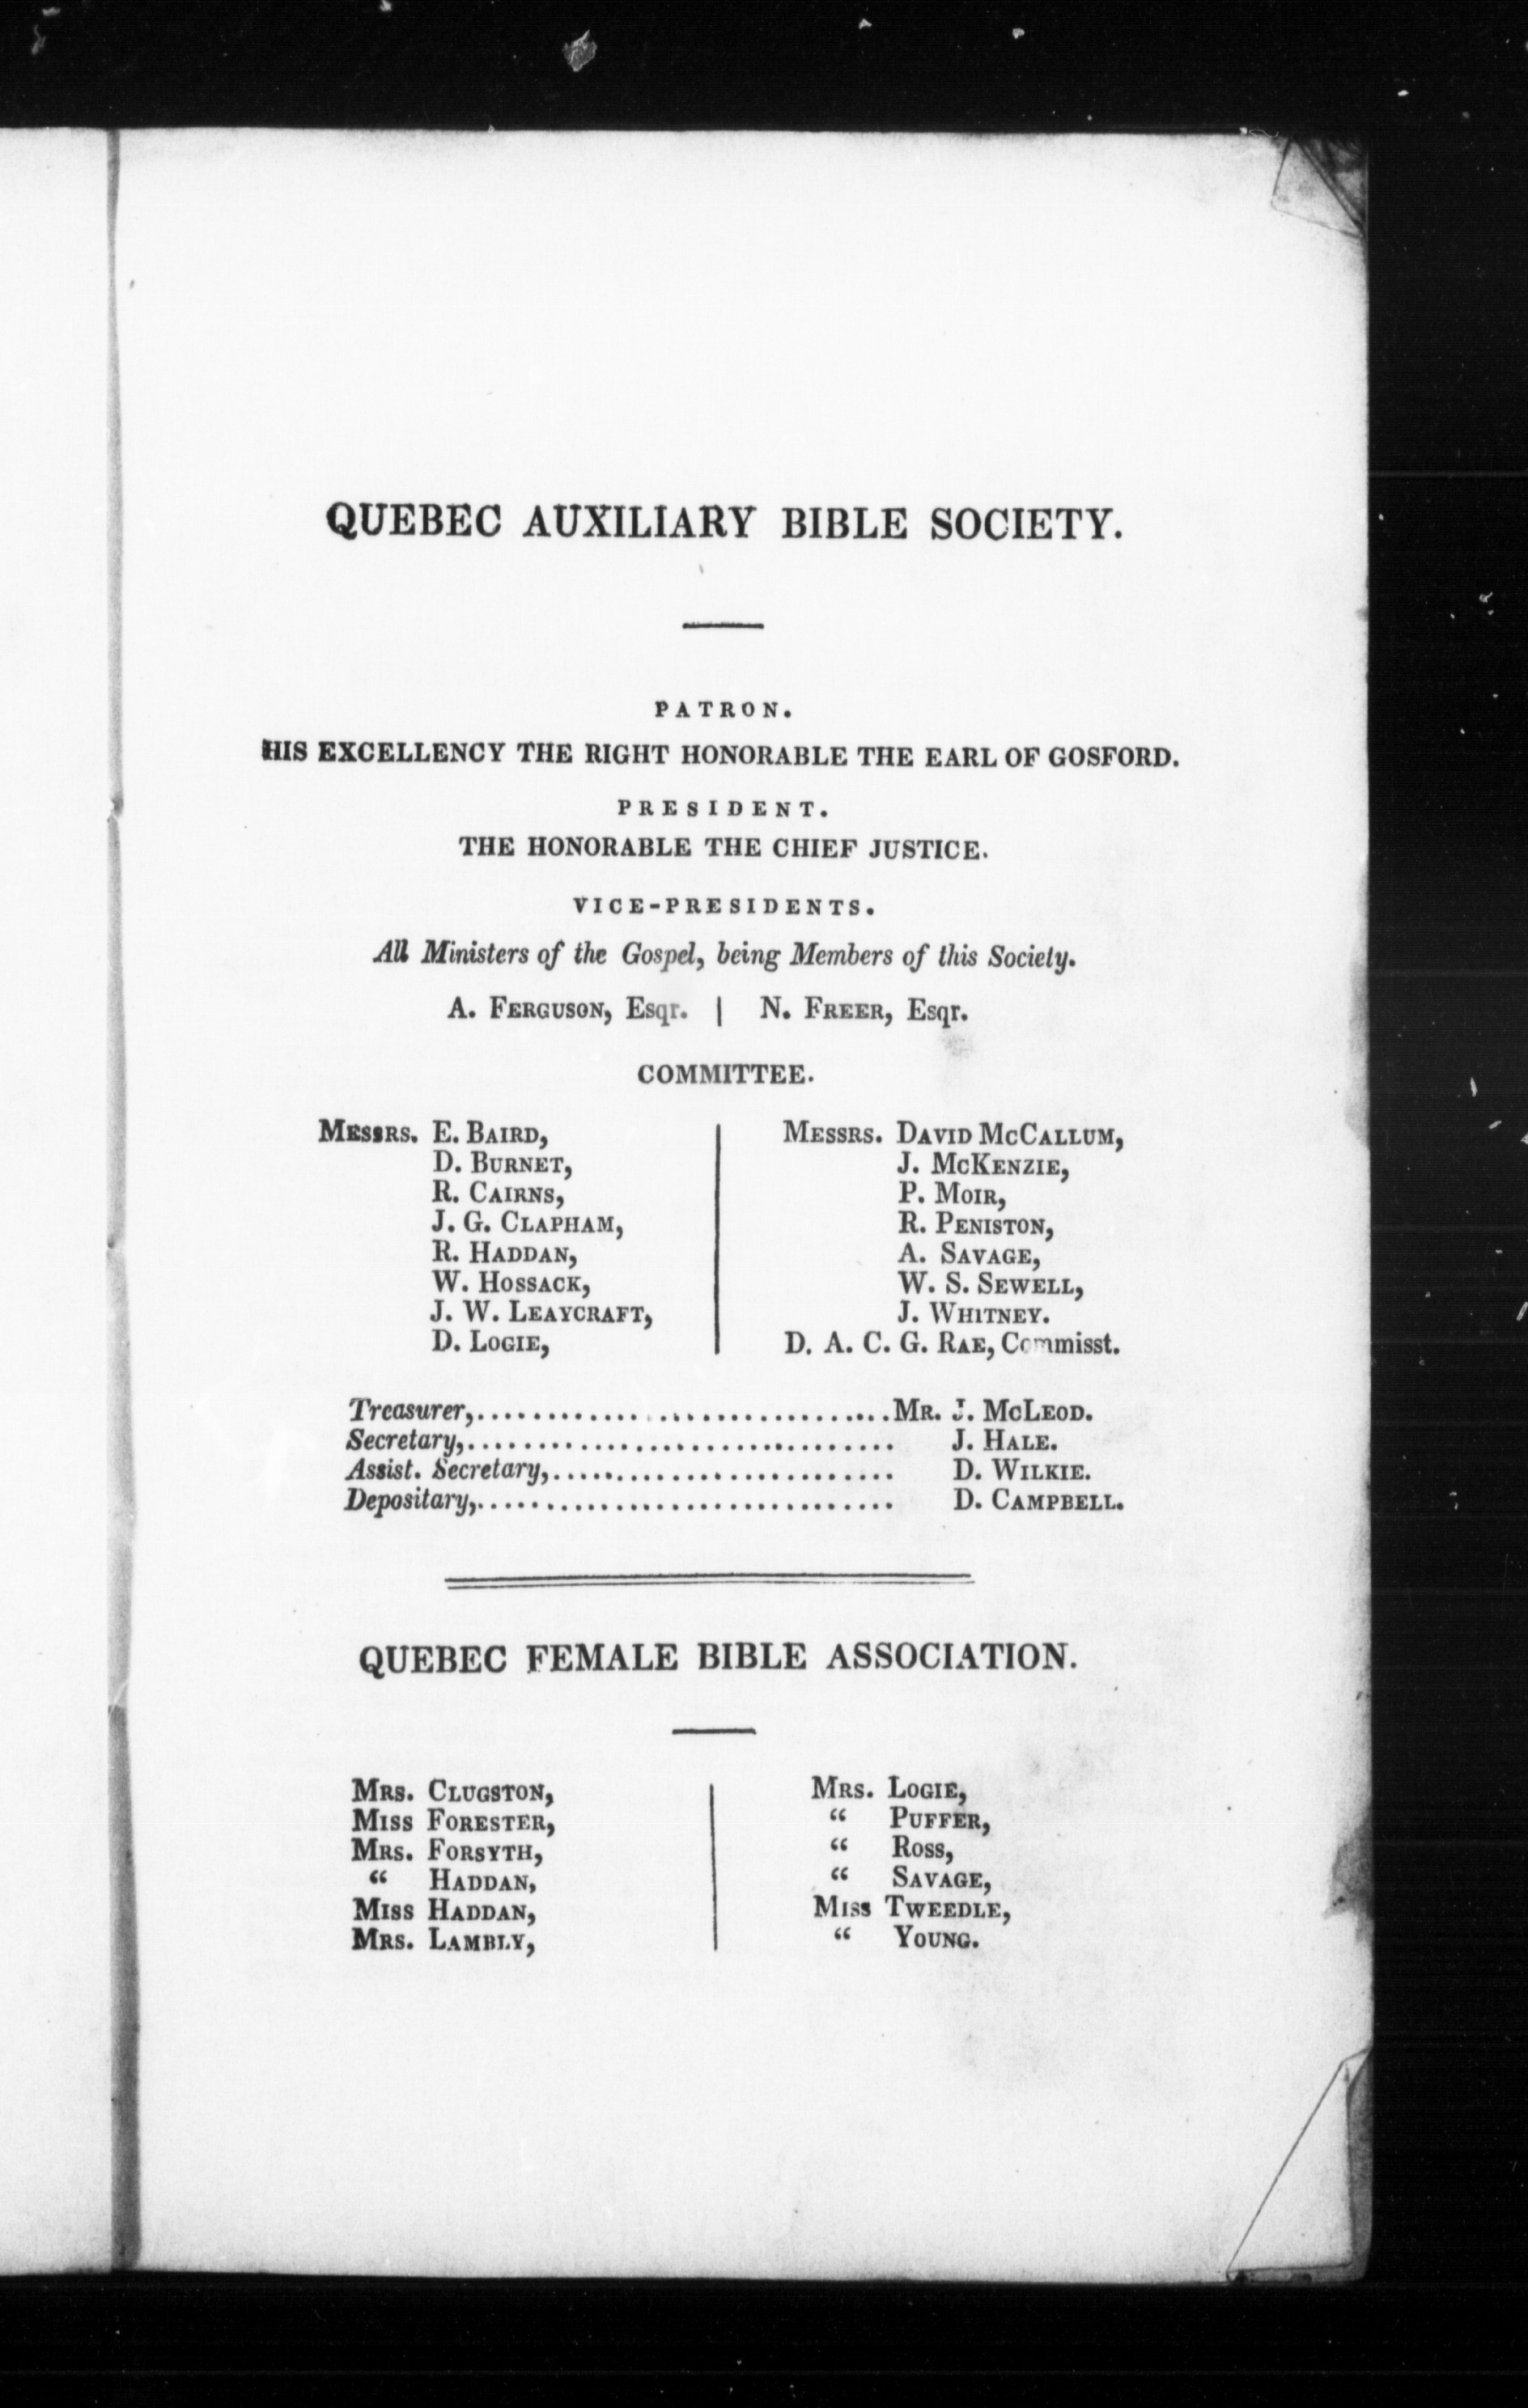 QUEBEC AUXILIARY BIBLE SOCIETY.
PATRON.
HIS EXCELLENCY THE RIGHT HONORABLE THE EARL OF GOSFORD.
PRESIDENT.
THE HONORABLE THE CHIEF JUSTICE.
VICE-PRESIDENTS.
All Ministers of the Gospel, being Members of this Society.
A. FERGUSON, Esqr. | N. FREER, Esqr.
COMMITTEE.
MESSRS. E. BAIRD,
D. BURNET,
R. CAIRNS,
J. G. CLAPHAM,
R. HADDAN,
W. HOSSACK,
J. W. LEAYCRAFT,
D. LOGIE,
MESSRS. DAVID MCCALLUM,
J. MCKENZIE,
P. MOIR,
R. PENISTON,
A. SAVAGE,
W. S. SEWELL,
J. WHITNEY.
D. A. C. G. RAE, Commisst.
Treasurer,..............................MR. J. MCLEOD.
Secretary,.............................. J. HALE.
Assist. Secretary,......................... D. WILKIE.
Depositary,.............................. D. CAMPBELL.
QUEBEC FEMALE BIBLE ASSOCIATION.
MRS. CLUGSTON,
MISS FORESTER,
MRS. FORSYTH,
“ HADDAN,
MISS HADDAN,
MRS. LAMBLY,
MRS. LOGIE,
“ PUFFER,
“ ROSS,
“ SAVAGE,
MISS TWEEDLE,
“ YOUNG.